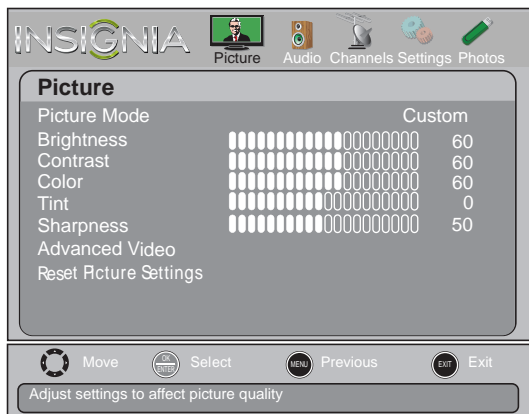 INSIGNIA
Picture Audio Channels Settings Photos
Picture
Picture Mode Custom
Brightness 60
Contrast 60
Color 60
Tint 0
Sharpness 50
Advanced Video
Reset Picture Settings
Move OK ENTER Select MENU Previous EXIT Exit
Adjust settings to affect picture quality